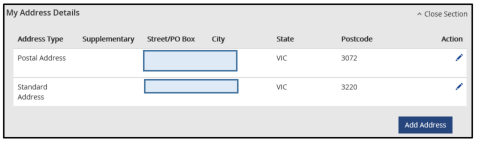 My Address Details ^ Close Section
Address Type Supplementary Street/PO Box City State Postcode Action
Postal Address VIC 3072
Standard VIC 3220
Address
Add Address